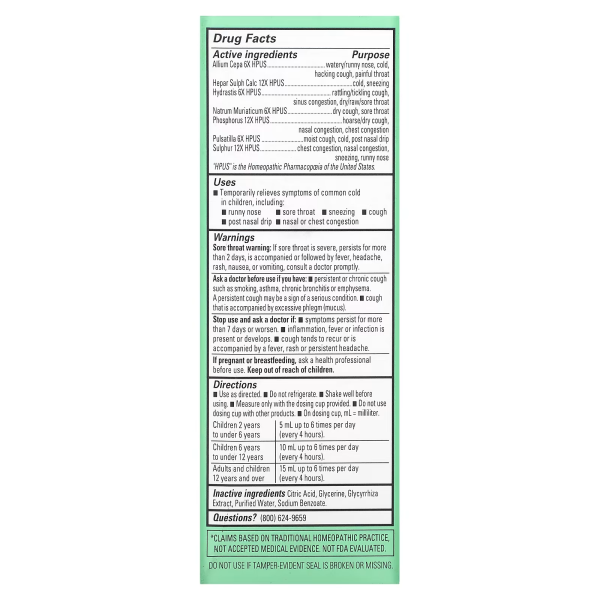 Drug Facts
Active ingredients Purpose
Allium Cepa 6X HPUS watery/runny nose, cold,
hacking cough, painful throat
Hepar Sulph Calc 12X HPUS cold, sneezing
Hydrastis 6X HPUS rattling/tickling cough,
sinus congestion, dry/raw/sore throat
Natrum Muriaticum 6X HPUS dry cough, sore throat
Phosphorus 12X HPUS hoarse/dry cough,
nasal congestion, chest congestion
Pulsatilla 6X HPUS moist cough, cold, post nasal drip
Sulphur 12X HPUS chest congestion, nasal congestion,
sneezing, runny nose
"HPUS" is the Homeopathic Pharmacopœia of the United States.
Uses
■ Temporarily relieves symptoms of common cold
in children, including:
■ runny nose ■ sore throat ■ sneezing ■ cough
■ post nasal drip ■ nasal or chest congestion
Warnings
Sore throat warning: If sore throat is severe, persists for more
than 2 days, is accompanied or followed by fever, headache,
rash, nausea, or vomiting, consult a doctor promptly.
Ask a doctor before use if you have: ■ persistent or chronic cough
such as smoking, asthma, chronic bronchitis or emphysema.
A persistent cough may be a sign of a serious condition. ■ cough
that is accompanied by excessive phlegm (mucus).
Stop use and ask a doctor if: ■ symptoms persist for more
than 7 days or worsen. ■ inflammation, fever or infection is
present or develops. ■ cough tends to recur or is
accompanied by a fever, rash or persistent headache.
If pregnant or breastfeeding, ask a health professional
before use. Keep out of reach of children.
Directions
■ Use as directed. ■ Do not refrigerate. ■ Shake well before
using. ■ Measure only with the dosing cup provided. ■ Do not use
dosing cup with other products. ■ On dosing cup, mL = milliliter.
Children 2 years 5 mL up to 6 times per day
to under 6 years (every 4 hours).
Children 6 years 10 mL up to 6 times per day
to under 12 years (every 4 hours).
Adults and children 15 mL up to 6 times per day
12 years and over (every 4 hours).
Inactive ingredients Citric Acid, Glycerine, Glycyrrhiza
Extract, Purified Water, Sodium Benzoate.
Questions? (800) 624-9659
*CLAIMS BASED ON TRADITIONAL HOMEOPATHIC PRACTICE,
NOT ACCEPTED MEDICAL EVIDENCE. NOT FDA EVALUATED.
DO NOT USE IF TAMPER-EVIDENT SEAL IS BROKEN OR MISSING.